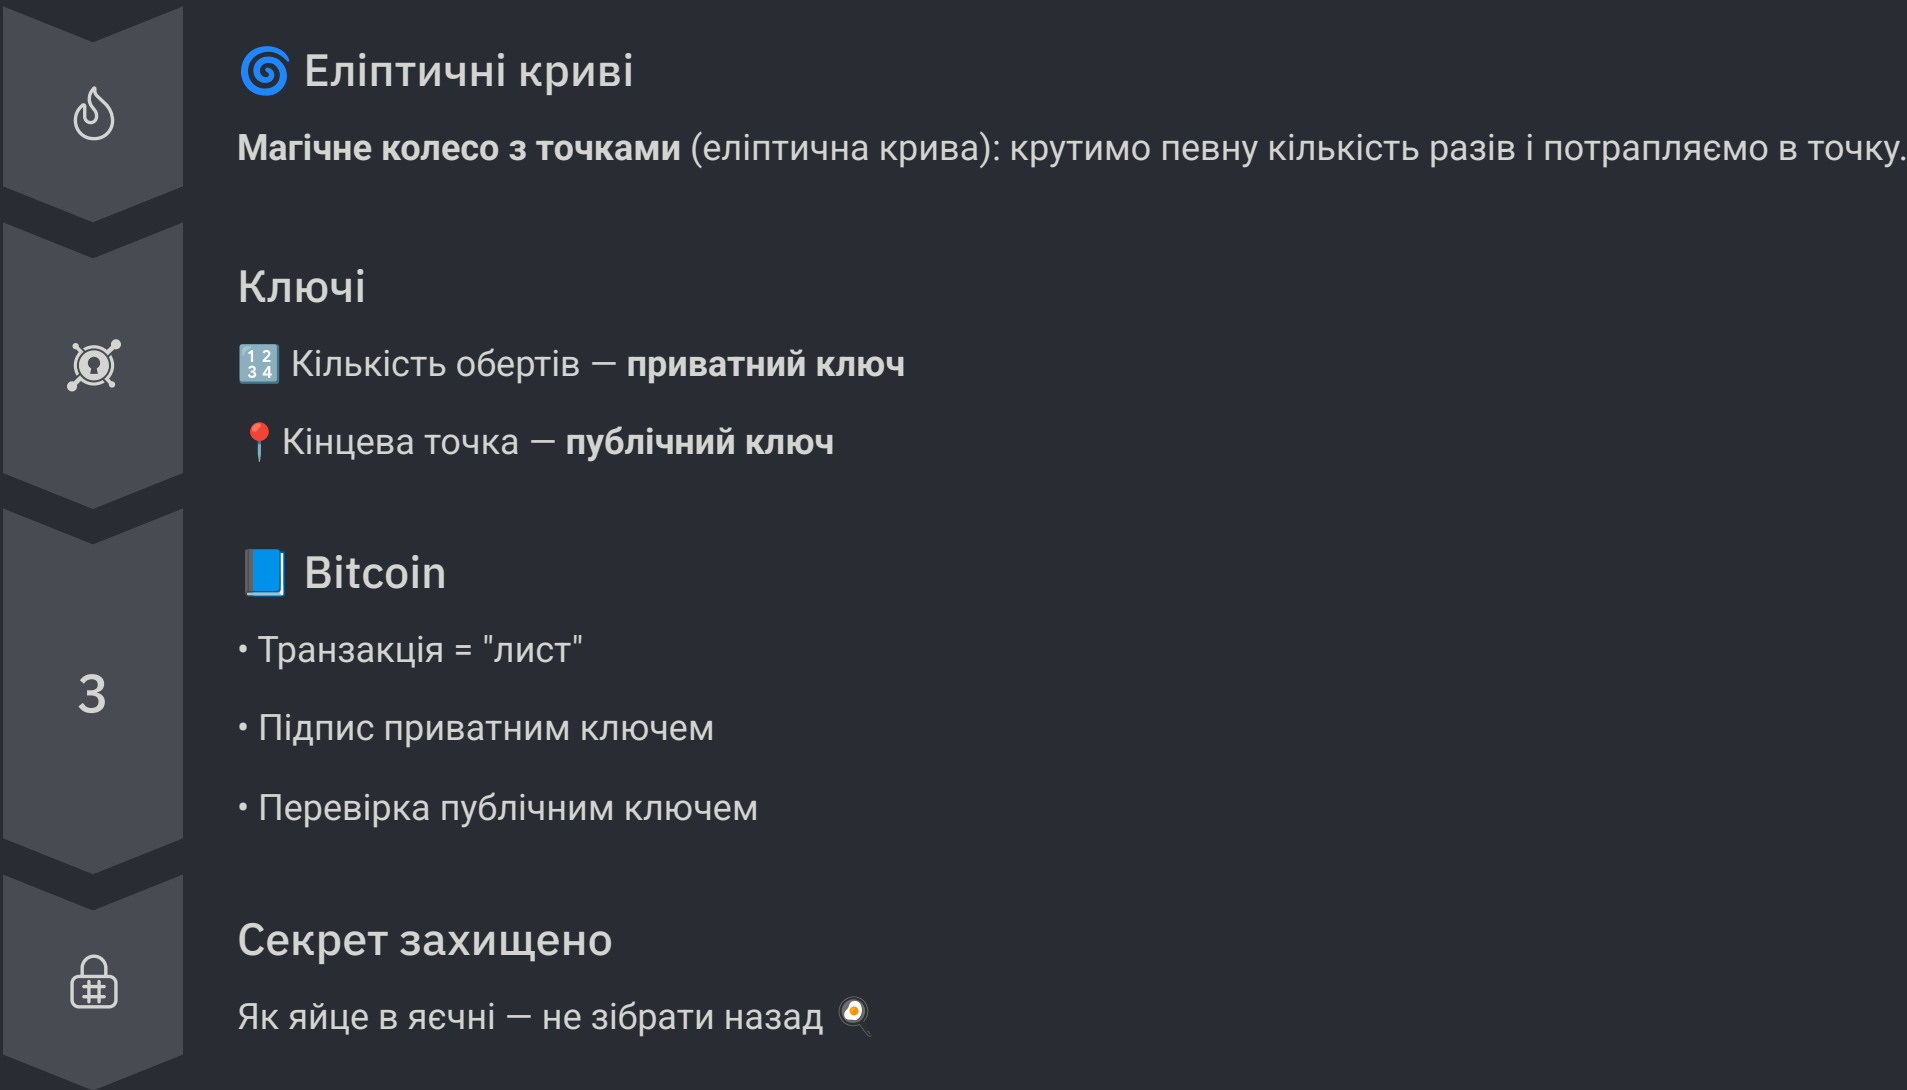 🌀 Еліптичні криві
Магічне колесо з точками (еліптична крива): крутимо певну кількість разів і потрапляємо в точку.
Ключі
🔢 Кількість обертів — приватний ключ
📍Кінцева точка — публічний ключ
3
📘 Bitcoin
• Транзакція = "лист"
• Підпис приватним ключем
• Перевірка публічним ключем
Секрет захищено
Як яйце в яєчні — не зібрати назад 🍳